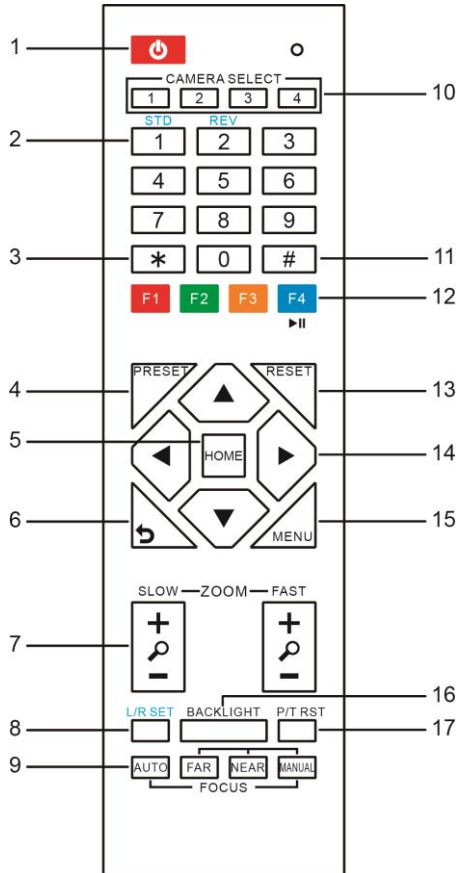 1
CAMERA SELECT
1 2 3 4
10
STD REV
2
1 2 3
4 5 6
7 8 9
3
* 0 #
11
F1 F2 F3 F4
12
4
PRESET RESET
13
5
HOME
14
6
MENU
15
SLOW ZOOM FAST
+ +
7
- -
16
L/R SET BACKLIGHT P/T RST
8
17
9
AUTO FAR NEAR MANUAL
FOCUS